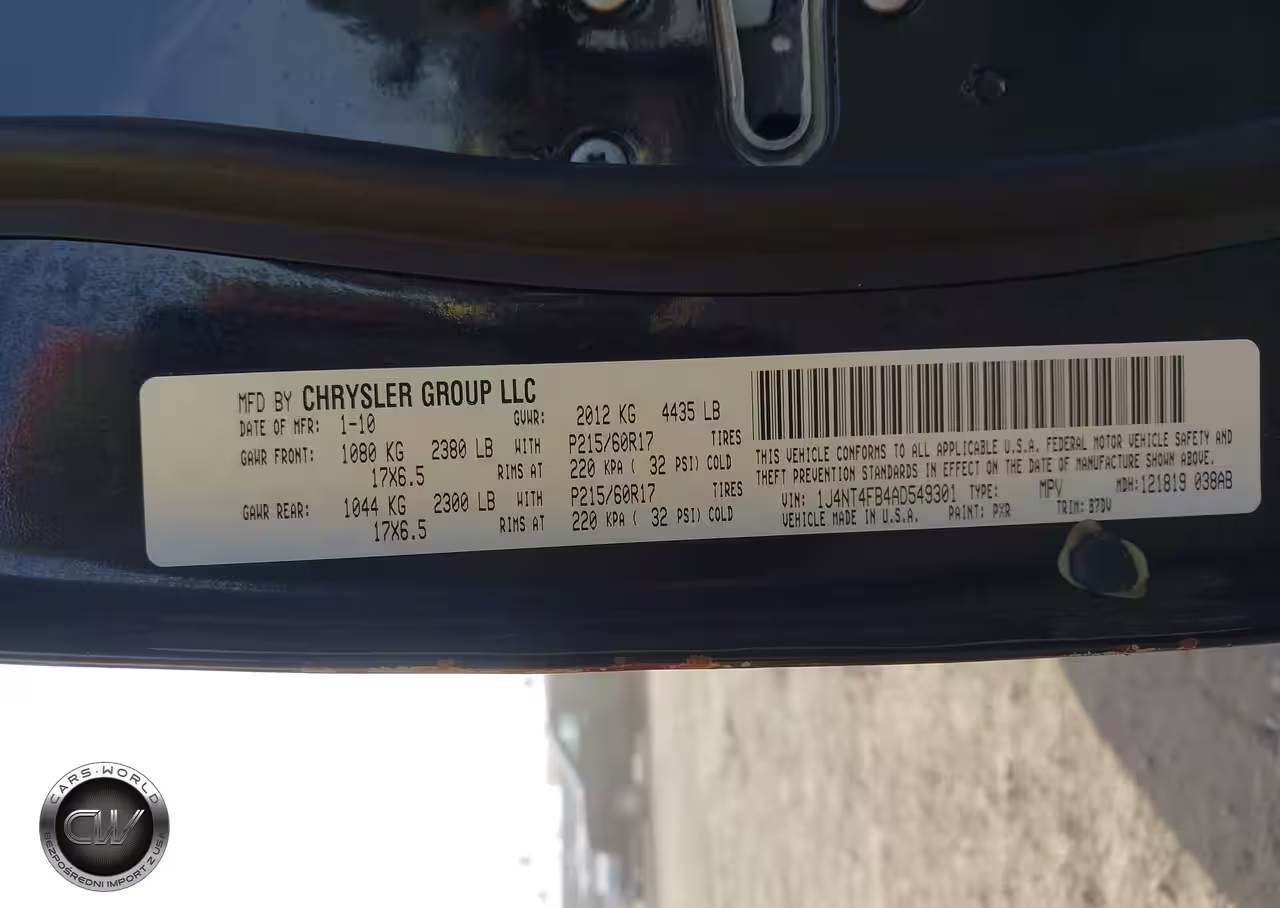 MFD BY CHRYSLER GROUP LLC
DATE OF MFR: 1-10 GVWR: 2012 KG 4435 LB
GAWR FRONT: 1080 KG 2380 LB WITH P215/60R17 TIRES
17X6.5 RIMS AT 220 KPA ( 32 PSI) COLD
GAWR REAR: 1044 KG 2300 LB WITH P215/60R17 TIRES
17X6.5 RIMS AT 220 KPA ( 32 PSI) COLD
THIS VEHICLE CONFORMS TO ALL APPLICABLE U.S.A. FEDERAL MOTOR VEHICLE SAFETY AND
THEFT PREVENTION STANDARDS IN EFFECT ON THE DATE OF MANUFACTURE SHOWN ABOVE.
VIN: 1J4NT4FB4AD549301 TYPE: MPV MDH:121819 038AB
VEHICLE MADE IN U.S.A. PAINT: PXR TRIM: B7DV
CARS·WORLD
CW
BEZPOŚREDNI IMPORT Z USA